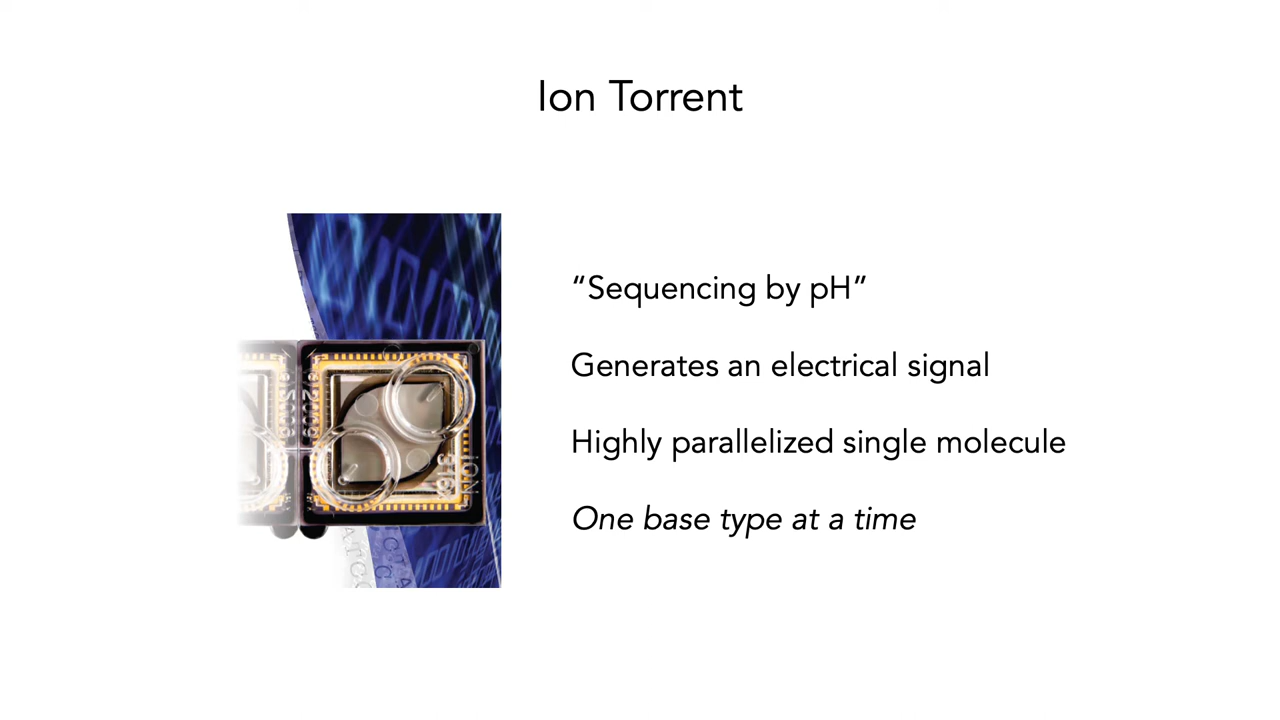 Ion Torrent
“Sequencing by pH”
Generates an electrical signal
Highly parallelized single molecule
One base type at a time